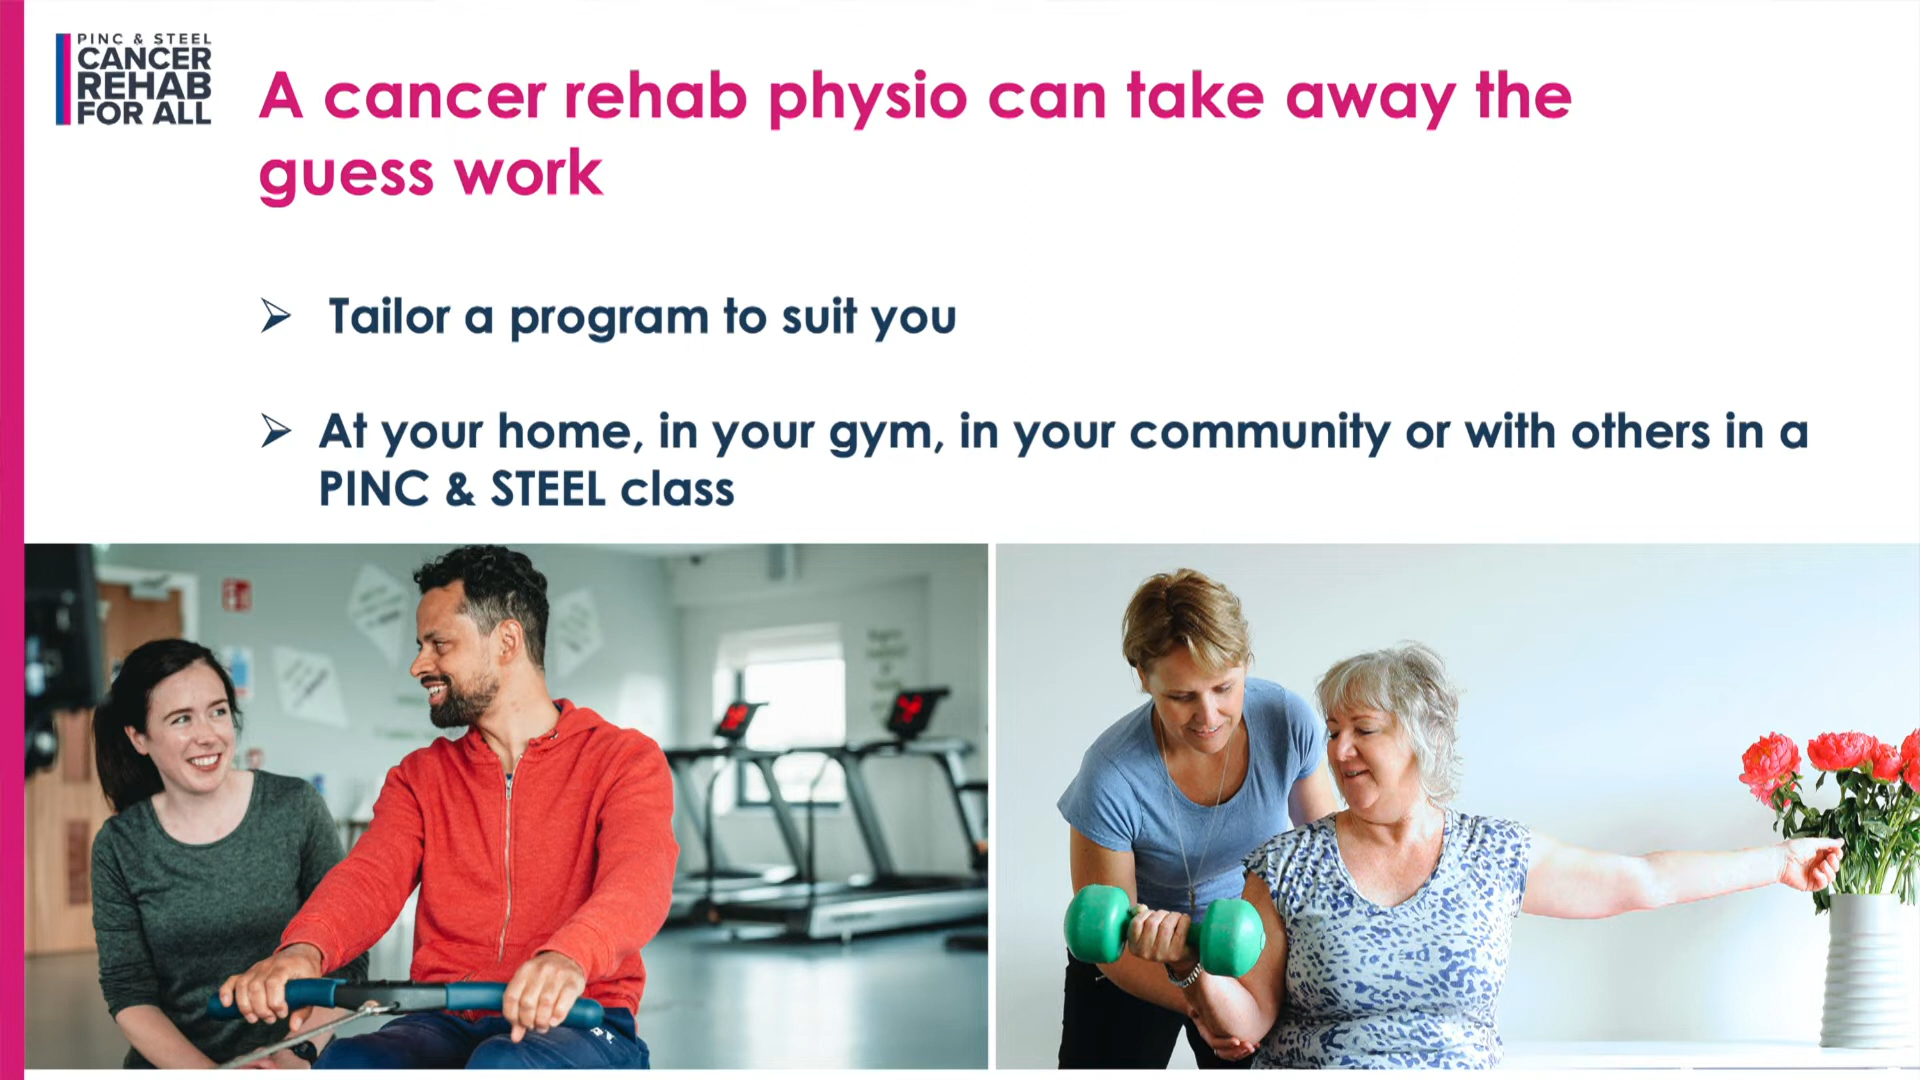 PINC & STEEL
CANCER
REHAB
FOR ALL
A cancer rehab physio can take away the
guess work
Tailor a program to suit you
At your home, in your gym, in your community or with others in a
PINC & STEEL class